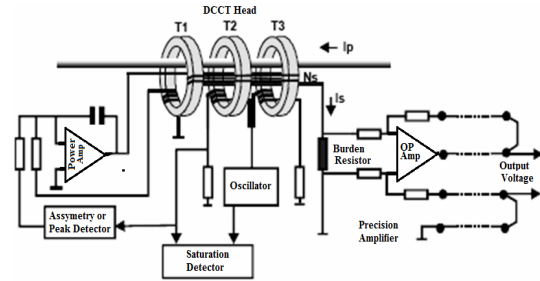 DCCT Head
T1 T2 T3
Ip
Ns
Is
Power
Amp
Burden
Resistor
OP
Amp
Output
Voltage
Oscillator
Assymetry or
Peak Detector
Precision
Amplifier
Saturation
Detector